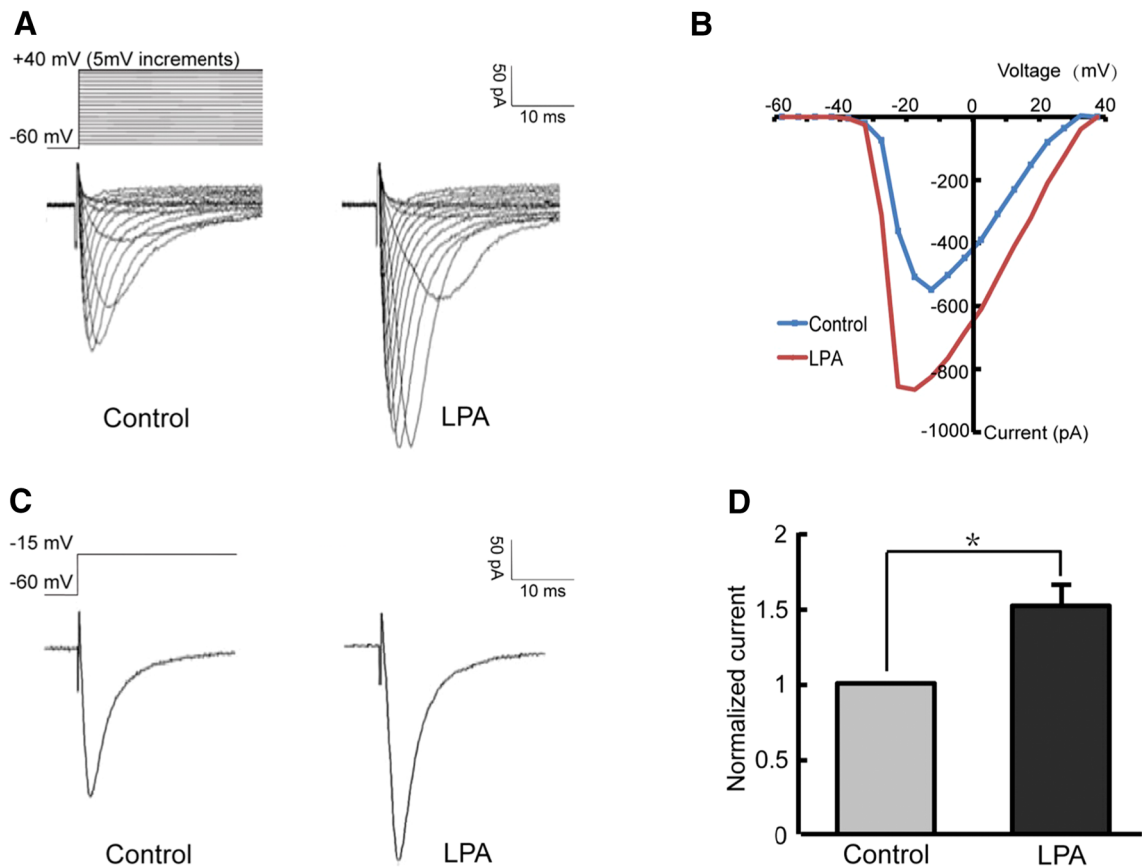 A
+40 mV (5mV increments)
-60 mV
50 pA
10 ms
Control
LPA
B
Voltage (mV)
-60 -40 -20 0 20 40
-200
-400
-600
-800
-1000
Current (pA)
Control
LPA
C
-15 mV
-60 mV
50 pA
10 ms
Control
LPA
D
Normalized current
2
1.5
1
0.5
0
*
Control
LPA